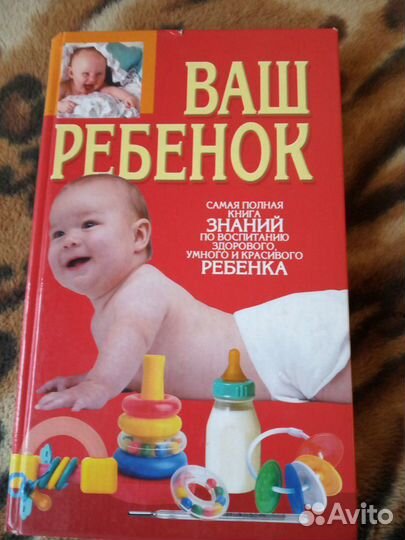 ВАШ
РЕБЕНОК
САМАЯ ПОЛНАЯ
КНИГА
ЗНАНИЙ
ПО ВОСПИТАНИЮ
ЗДОРОВОГО,
УМНОГО И КРАСИВОГО
РЕБЕНКА
Avito